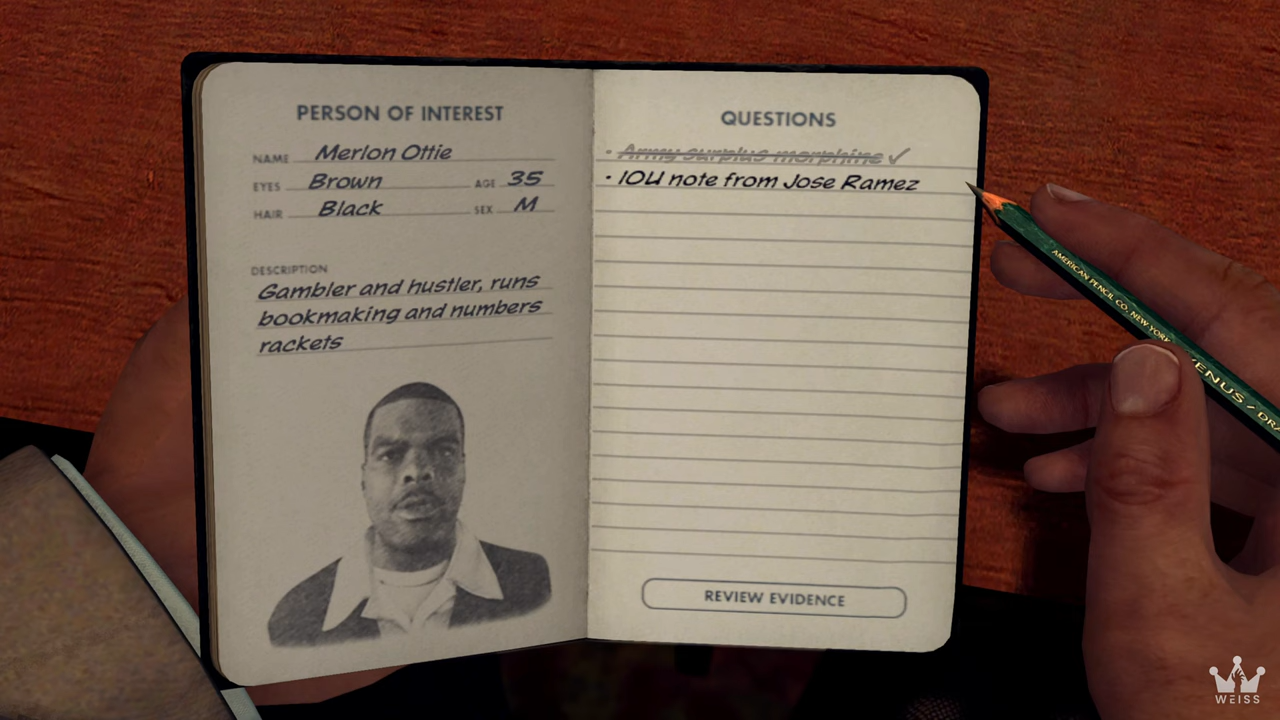 PERSON OF INTEREST
NAME Merlon Ottie
EYES Brown AGE 35
HAIR Black SEX M
DESCRIPTION
Gambler and hustler, runs
bookmaking and numbers
rackets
QUESTIONS
• Army surplus morphine ✓
• IOU note from Jose Ramez
REVIEW EVIDENCE
AMERICAN PENCIL CO. NEW YORK
VENUS / DRA
WEISS